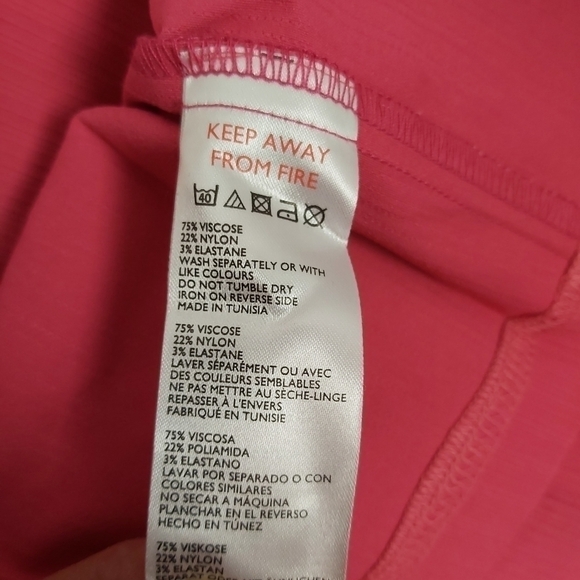 KEEP AWAY
FROM FIRE
40
75% VISCOSE
22% NYLON
3% ELASTANE
WASH SEPARATELY OR WITH
LIKE COLOURS
DO NOT TUMBLE DRY
IRON ON REVERSE SIDE
MADE IN TUNISIA
75% VISCOSE
22% NYLON
3% ELASTANE
LAVER SÉPARÉMENT OU AVEC
DES COULEURS SEMBLABLES
NE PAS METTRE AU SÈCHE-LINGE
REPASSER À L'ENVERS
FABRIQUÉ EN TUNISIE
75% VISCOSA
22% POLIAMIDA
3% ELASTANO
LAVAR POR SEPARADO O CON
COLORES SIMILARES
NO SECAR A MÁQUINA
PLANCHAR EN EL REVERSO
HECHO EN TÚNEZ
75% VISKOSE
22% NYLON
3% ELASTAN